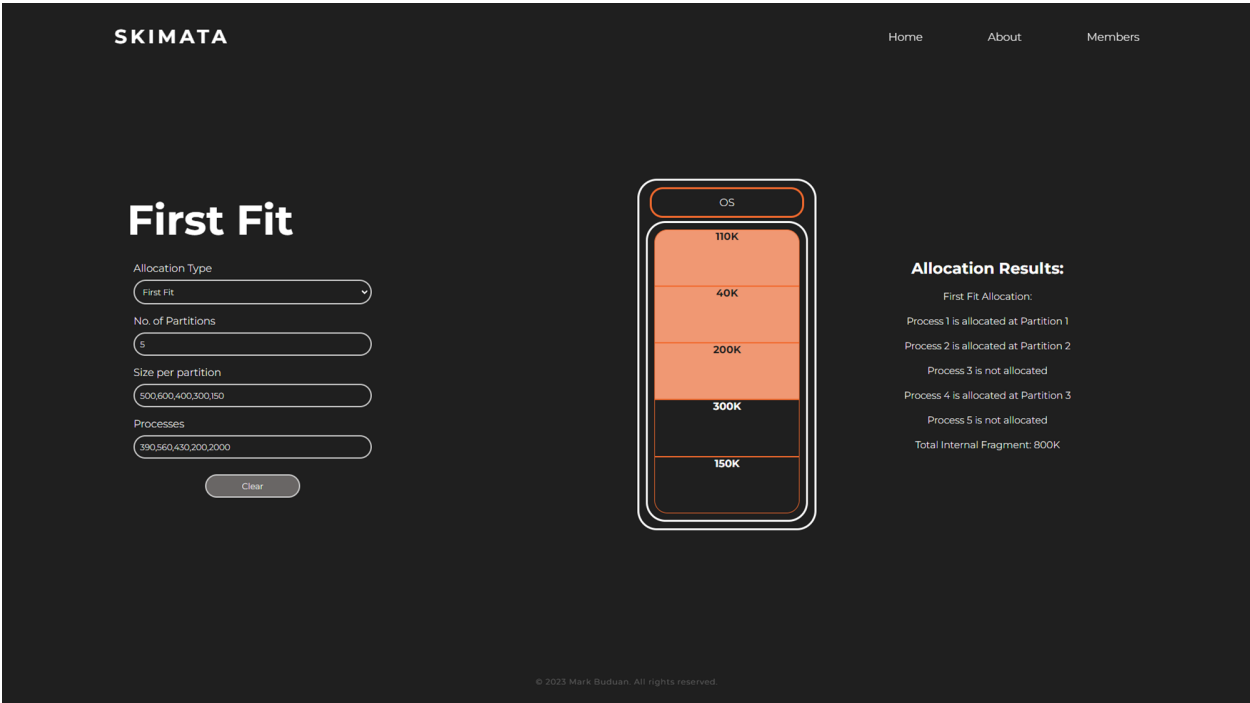 SKIMATA
Home About Members
First Fit
Allocation Type
First Fit
No. of Partitions
5
Size per partition
500,600,400,300,150
Processes
390,560,430,200,2000
Clear
OS
110K
40K
200K
300K
150K
Allocation Results:
First Fit Allocation:
Process 1 is allocated at Partition 1
Process 2 is allocated at Partition 2
Process 3 is not allocated
Process 4 is allocated at Partition 3
Process 5 is not allocated
Total Internal Fragment: 800K
© 2023 Mark Buduan. All rights reserved.